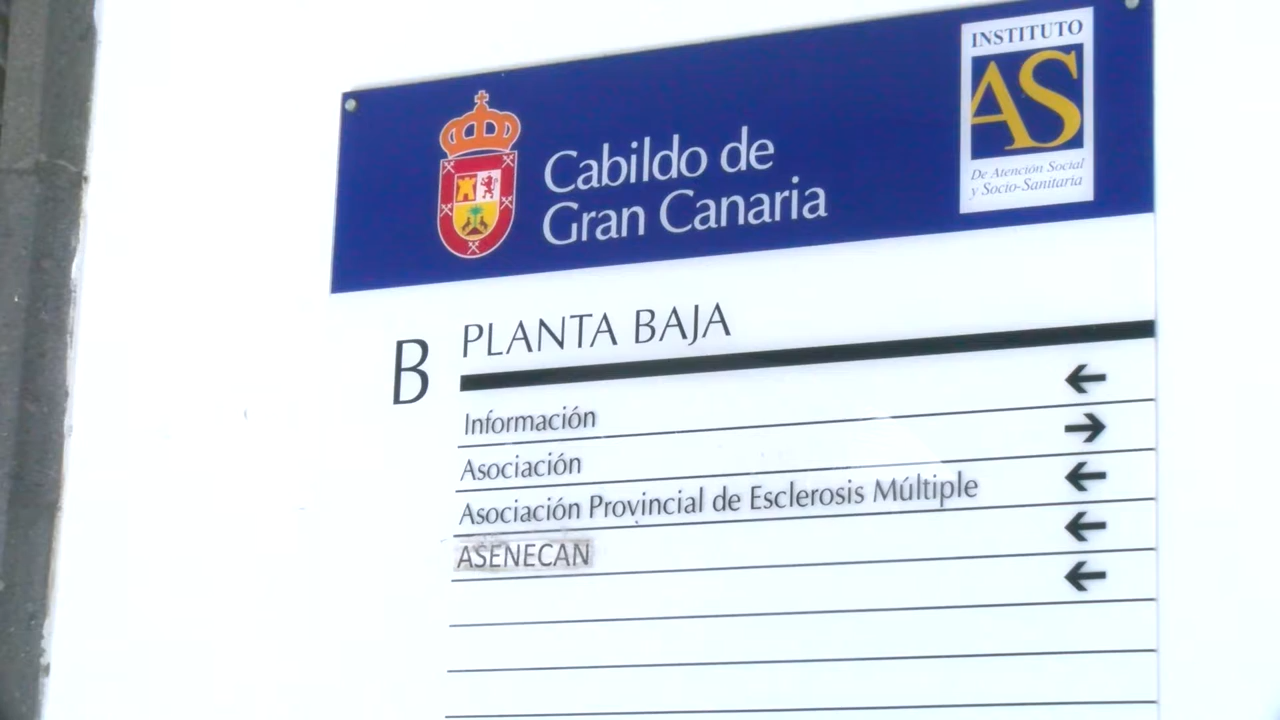 Cabildo de
Gran Canaria
INSTITUTO
AS
De Atención Social
y Socio-Sanitaria
B PLANTA BAJA
Información ←
Asociación →
Asociación Provincial de Esclerosis Múltiple ←
ASENECAN ←
←